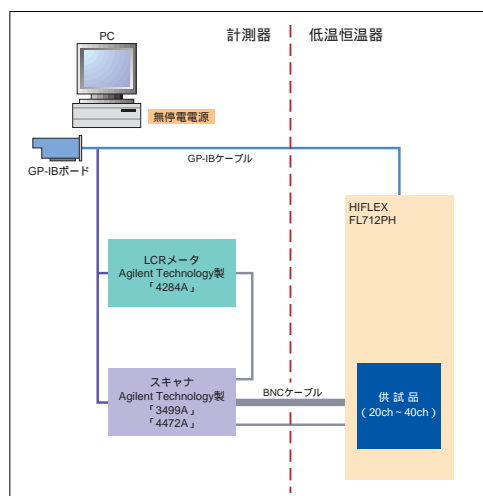 PC
計測器
低温恒温器
無停電電源
GP-IBボード
GP-IBケーブル
HIFLEX
FL712PH
LCRメータ
Agilent Technology製
「4284A」
スキャナ
Agilent Technology製
「3499A」
「4472A」
BNCケーブル
供試品
（20ch～40ch）